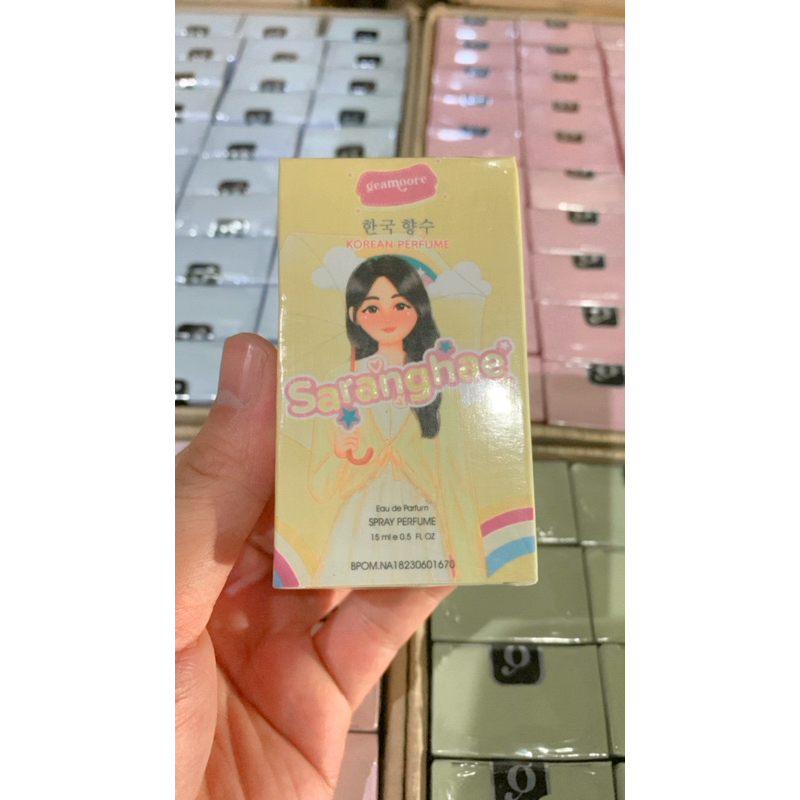 geamoore
한국 향수
KOREAN PERFUME
Saranghae
Eau de Parfum
SPRAY PERFUME
15 ml e 0.5 FL OZ
BPOM.NA18230601670
g
g